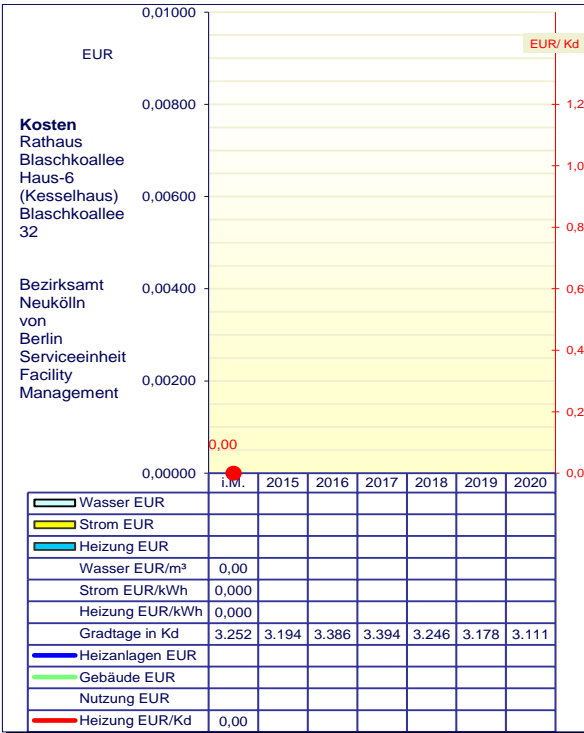 EUR
0,01000
0,00800
0,00600
0,00400
0,00200
0,00000
Kosten
Rathaus
Blaschkoallee
Haus-6
(Kesselhaus)
Blaschkoallee
32
Bezirksamt
Neukölln
von
Berlin
Serviceeinheit
Facility
Management
EUR/ Kd
1,2
1,0
0,8
0,6
0,4
0,2
0,0
0,00
i.M. 2015 2016 2017 2018 2019 2020
Wasser EUR
Strom EUR
Heizung EUR
Wasser EUR/m³ 0,00
Strom EUR/kWh 0,000
Heizung EUR/kWh 0,000
Gradtage in Kd 3.252 3.194 3.386 3.394 3.246 3.178 3.111
Heizanlagen EUR
Gebäude EUR
Nutzung EUR
Heizung EUR/Kd 0,00